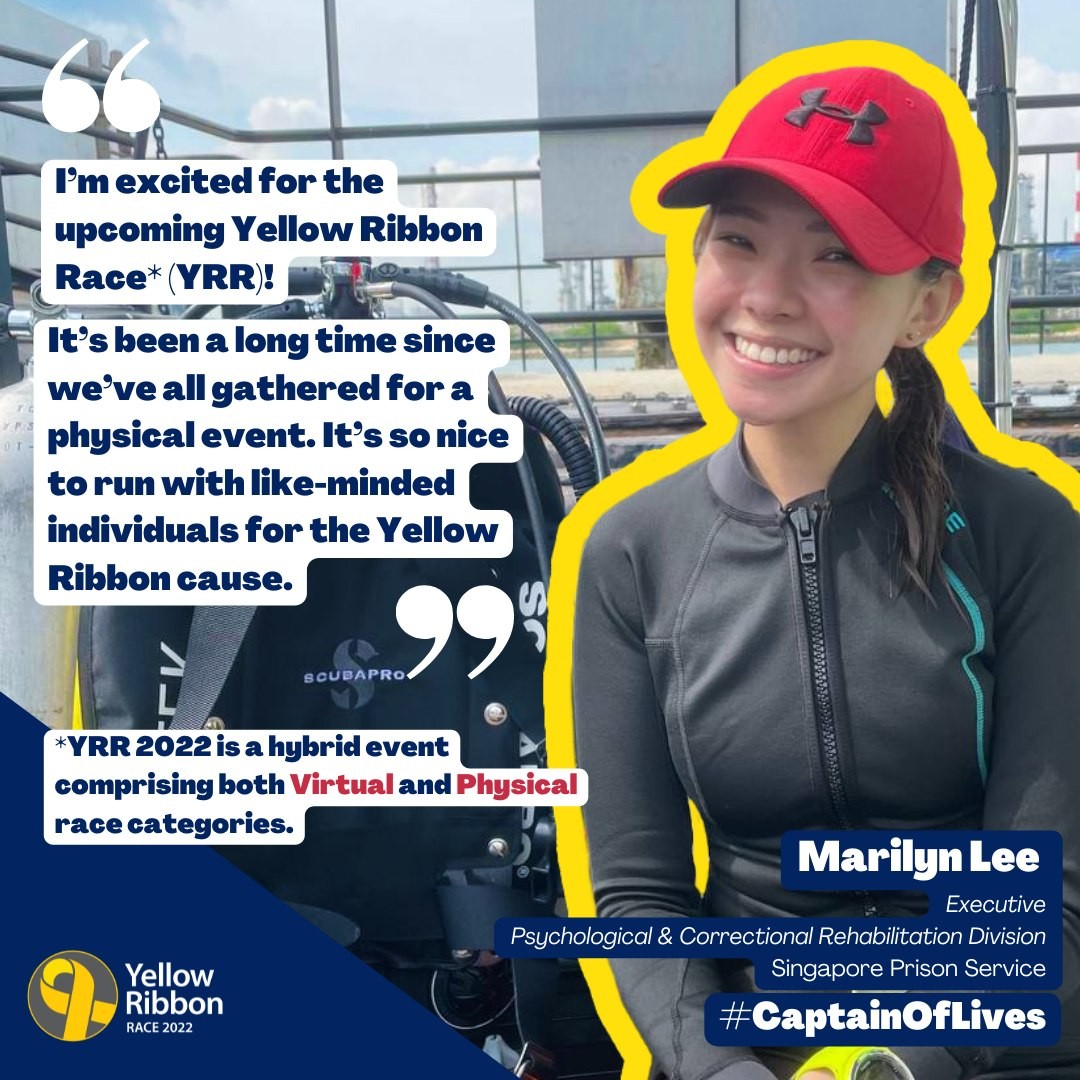 I’m excited for the
upcoming Yellow Ribbon
Race* (YRR)!
It’s been a long time since
we’ve all gathered for a
physical event. It’s so nice
to run with like-minded
individuals for the Yellow
Ribbon cause.
SCUBAPRO
*YRR 2022 is a hybrid event
comprising both Virtual and Physical
race categories.
Marilyn Lee
Executive
Psychological & Correctional Rehabilitation Division
Singapore Prison Service
#CaptainOfLives
Yellow
Ribbon
RACE 2022